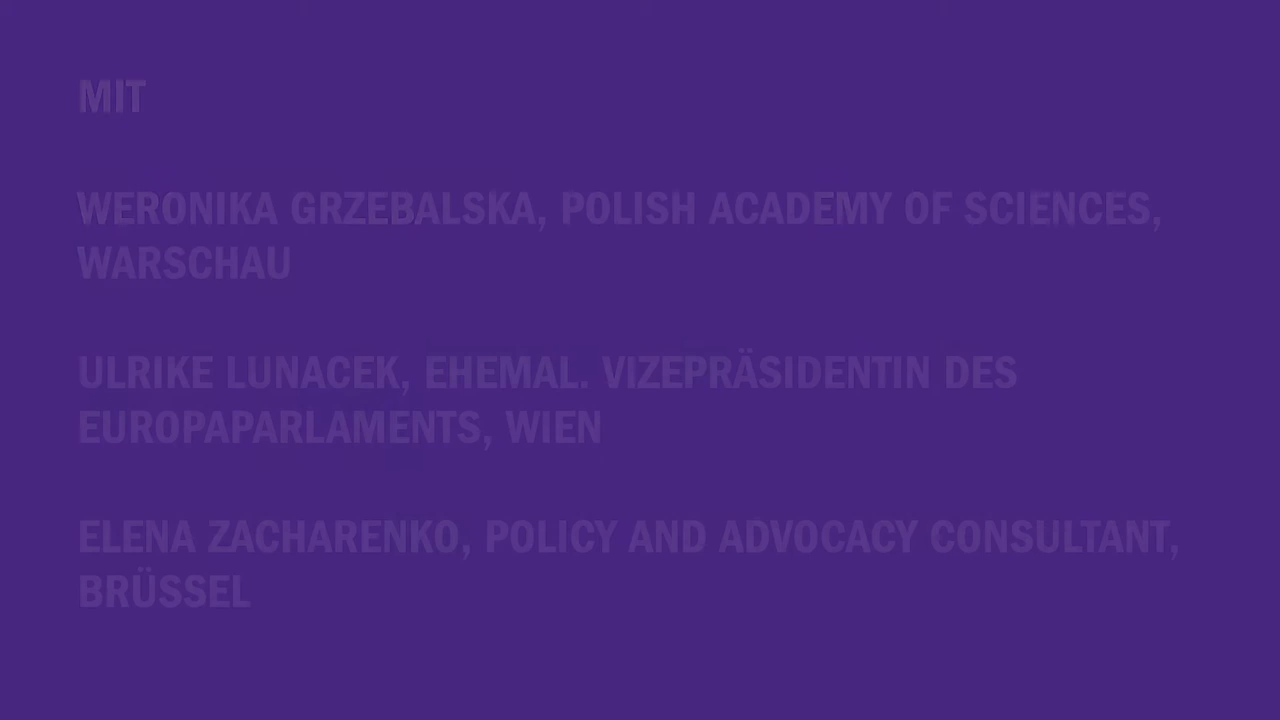 MIT
WERONIKA GRZEBALSKA, POLISH ACADEMY OF SCIENCES,
WARSCHAU
ULRIKE LUNACEK, EHEMAL. VIZEPRÄSIDENTIN DES
EUROPAPARLAMENTS, WIEN
ELENA ZACHARENKO, POLICY AND ADVOCACY CONSULTANT,
BRÜSSEL